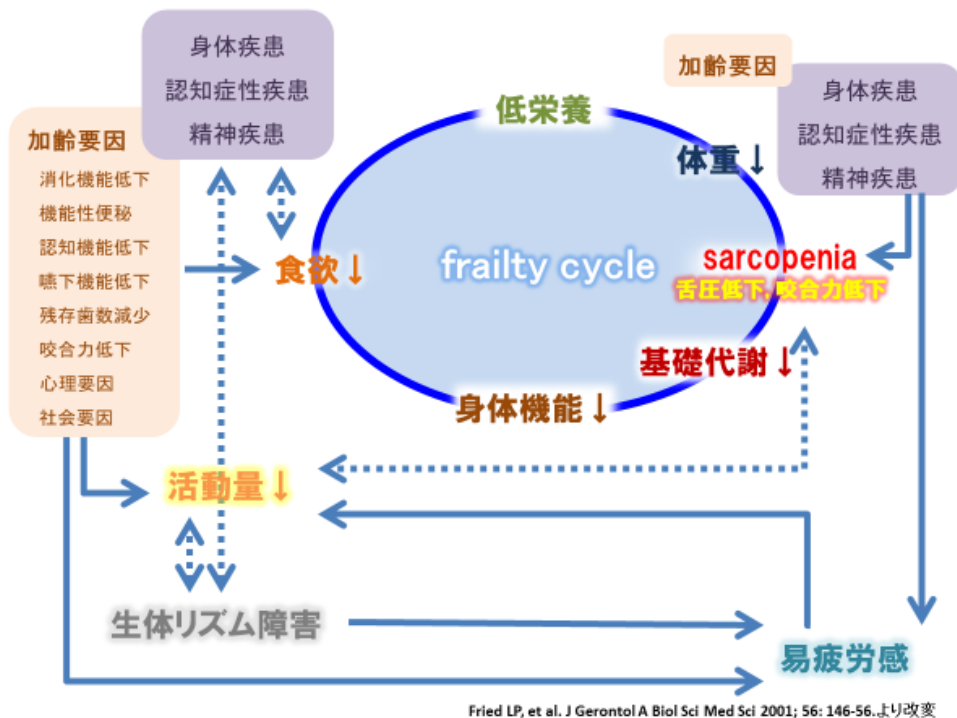 身体疾患
認知症性疾患
精神疾患
加齢要因
消化機能低下
機能性便秘
認知機能低下
嚥下機能低下
残存歯数減少
咬合力低下
心理要因
社会要因
加齢要因
身体疾患
認知症性疾患
精神疾患
低栄養
体重↓
食欲↓
frailty cycle
sarcopenia
舌圧低下,咬合力低下
基礎代謝↓
身体機能↓
活動量↓
生体リズム障害
易疲労感
Fried LP, et al. J Gerontol A Biol Sci Med Sci 2001; 56: 146-56.より改変